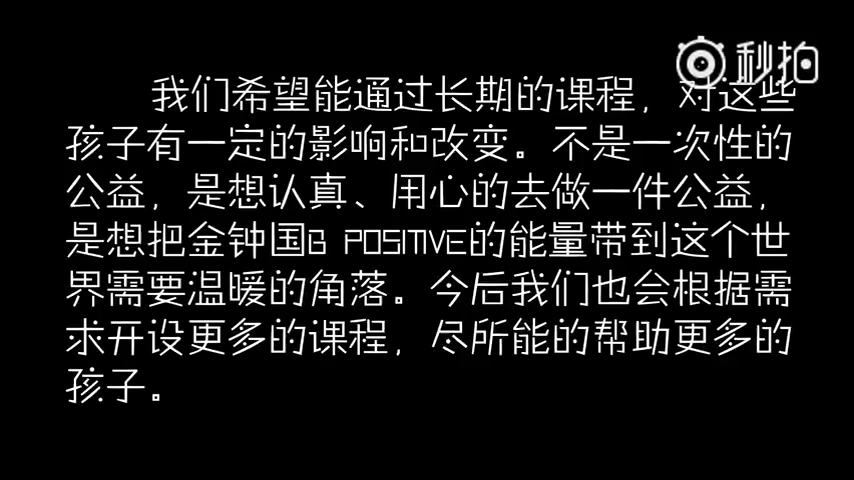 秒拍
我们希望能通过长期的课程，对这些
孩子有一定的影响和改变。不是一次性的
公益，是想认真、用心的去做一件公益，
是想把金钟国B POSITIVE的能量带到这个世
界需要温暖的角落。今后我们也会根据需
求开设更多的课程，尽所能的帮助更多的
孩子。